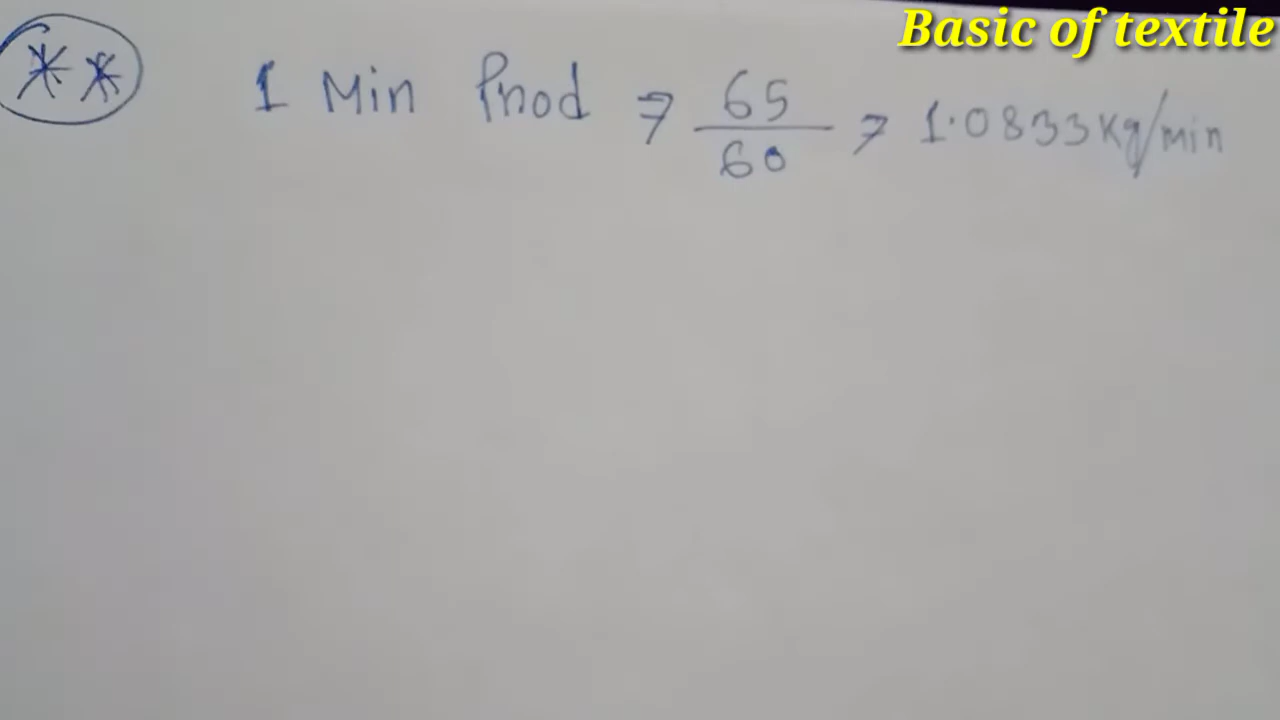 Basic of textile
** 1 Min Prod => 65/60 => 1.0833 Kg/min